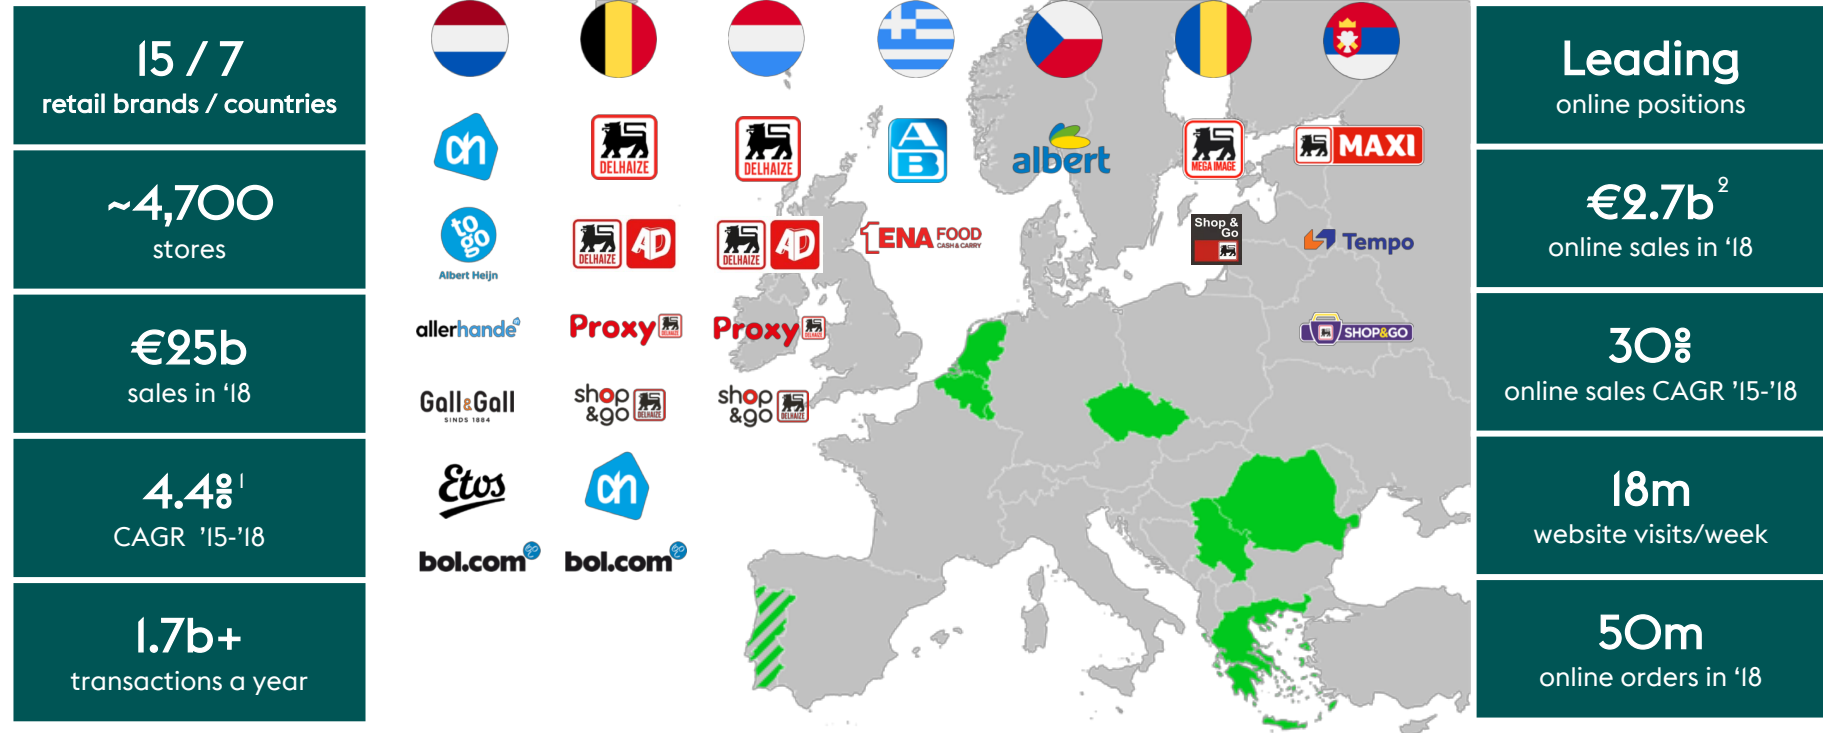 15 / 7
retail brands / countries
~4,700
stores
€25b
sales in ‘18
4.4% 1
CAGR ’15-’18
1.7b+
transactions a year
ah
DELHAIZE
DELHAIZE
AB
albert
MEGA IMAGE
MAXI
to
go
Albert Heijn
DELHAIZE AD
DELHAIZE AD
ENA FOOD
CASH & CARRY
Shop &
Go
Tempo
allerhande
Proxy
Proxy
SHOP&GO
Gall&Gall
SINDS 1884
shop
&go DELHAIZE
shop
&go DELHAIZE
Etos
ah
bol.com
bol.com
Leading
online positions
€2.7b 2
online sales in ‘18
30%
online sales CAGR ’15-’18
18m
website visits/week
50m
online orders in ‘18